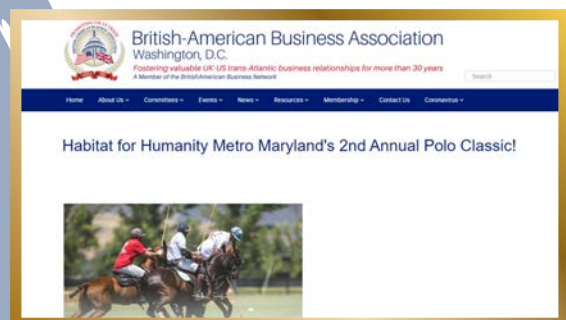 British-American Business Association
Washington, D.C.
Fostering valuable UK-US trans-Atlantic business relationships for more than 30 years
A Member of the BritishAmerican Business Network
Search
Home About Us Committees Events News Resources Membership Contact Us Coronavirus
Habitat for Humanity Metro Maryland's 2nd Annual Polo Classic!